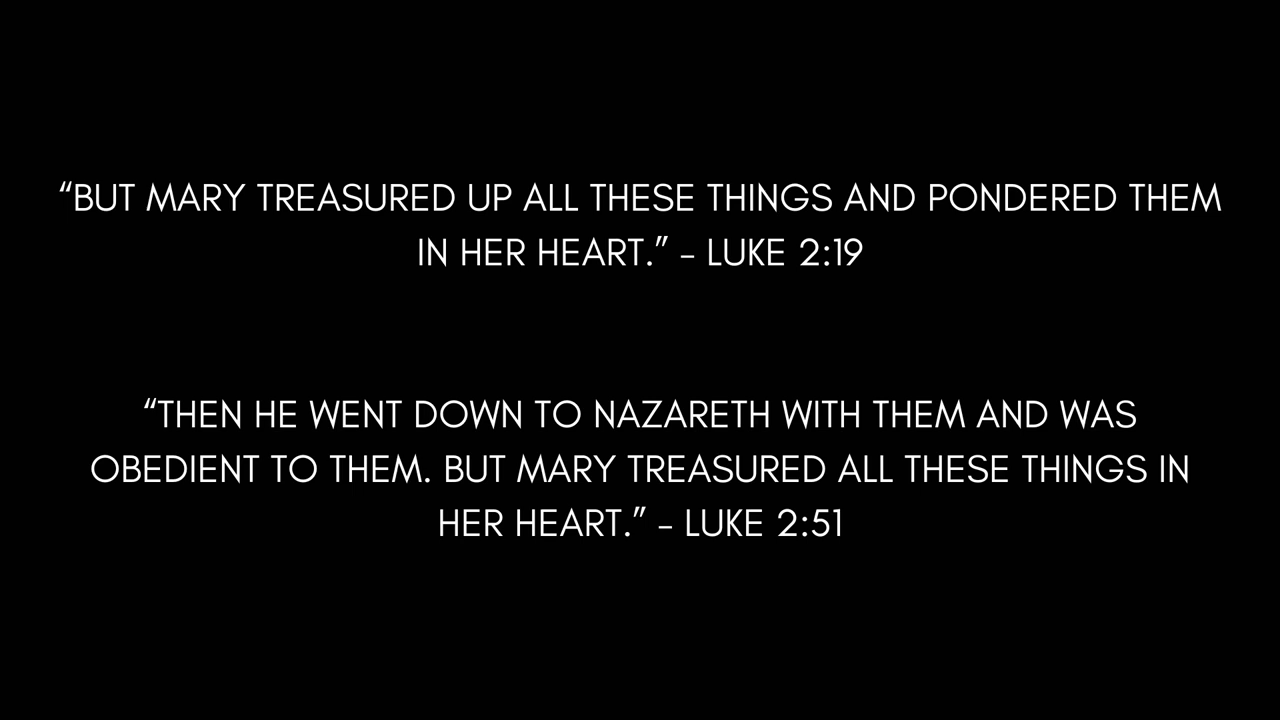 “BUT MARY TREASURED UP ALL THESE THINGS AND PONDERED THEM
IN HER HEART.” – LUKE 2:19
“THEN HE WENT DOWN TO NAZARETH WITH THEM AND WAS
OBEDIENT TO THEM. BUT MARY TREASURED ALL THESE THINGS IN
HER HEART.” – LUKE 2:51